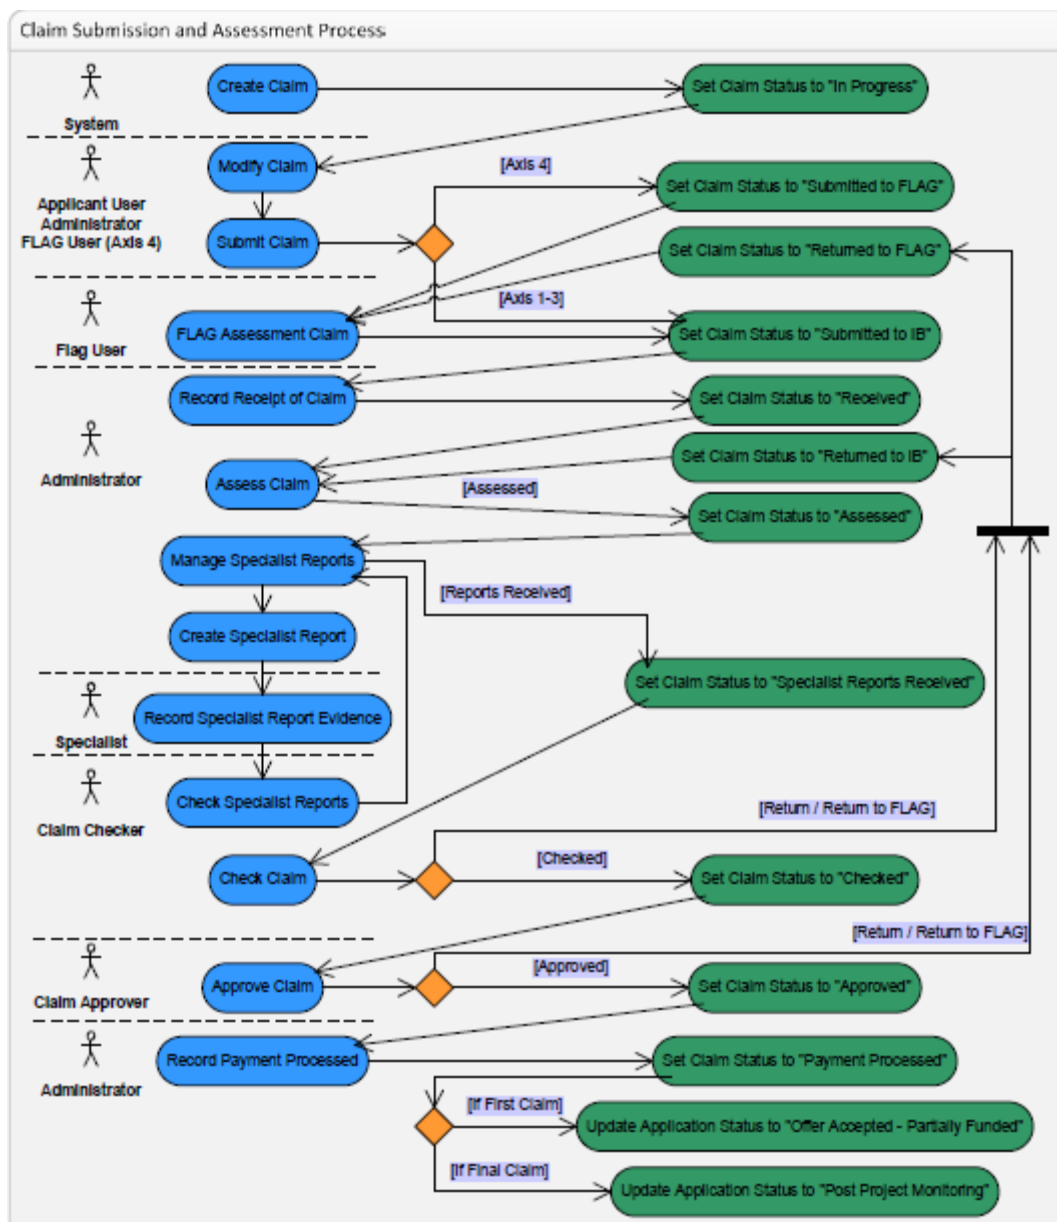 Claim Submission and Assessment Process
Create Claim
Set Claim Status to "In Progress"
System
Modify Claim
[Axis 4]
Set Claim Status to "Submitted to FLAG"
Applicant User
Administrator
FLAG User (Axis 4)
Submit Claim
Set Claim Status to "Returned to FLAG"
[Axis 1-3]
FLAG Assessment Claim
Set Claim Status to "Submitted to IB"
Flag User
Record Receipt of Claim
Set Claim Status to "Received"
Administrator
Set Claim Status to "Returned to IB"
Assess Claim
[Assessed]
Set Claim Status to "Assessed"
Manage Specialist Reports
[Reports Received]
Create Specialist Report
Set Claim Status to "Specialist Reports Received"
Record Specialist Report Evidence
Specialist
Check Specialist Reports
[Return / Return to FLAG]
Claim Checker
[Checked]
Check Claim
Set Claim Status to "Checked"
[Return / Return to FLAG]
[Approved]
Approve Claim
Set Claim Status to "Approved"
Claim Approver
Record Payment Processed
Set Claim Status to "Payment Processed"
Administrator
[If First Claim]
Update Application Status to "Offer Accepted - Partially Funded"
[If Final Claim]
Update Application Status to "Post Project Monitoring"